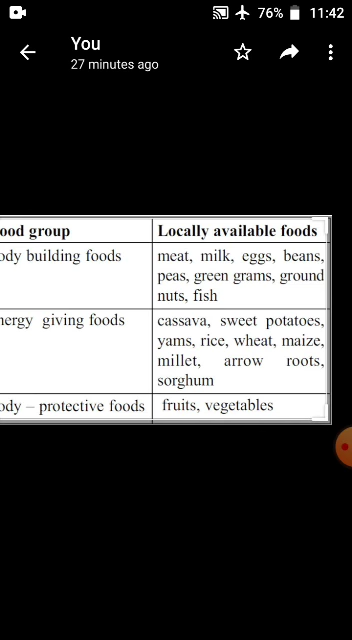 76% 11:42
You
27 minutes ago
ood group Locally available foods
ody building foods meat, milk, eggs, beans,
peas, green grams, ground
nuts, fish
nergy giving foods cassava, sweet potatoes,
yams, rice, wheat, maize,
millet, arrow roots,
sorghum
ody – protective foods fruits, vegetables